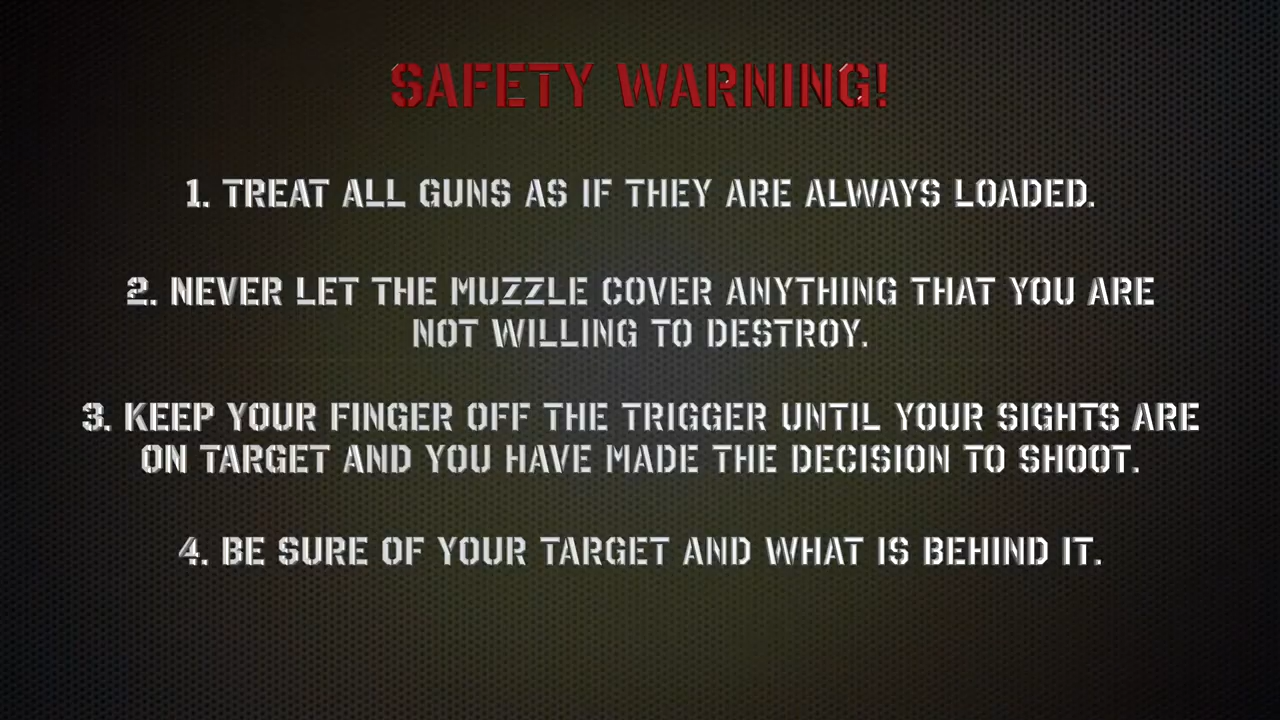 SAFETY WARNING!
1. TREAT ALL GUNS AS IF THEY ARE ALWAYS LOADED.
2. NEVER LET THE MUZZLE COVER ANYTHING THAT YOU ARE
NOT WILLING TO DESTROY.
3. KEEP YOUR FINGER OFF THE TRIGGER UNTIL YOUR SIGHTS ARE
ON TARGET AND YOU HAVE MADE THE DECISION TO SHOOT.
4. BE SURE OF YOUR TARGET AND WHAT IS BEHIND IT.